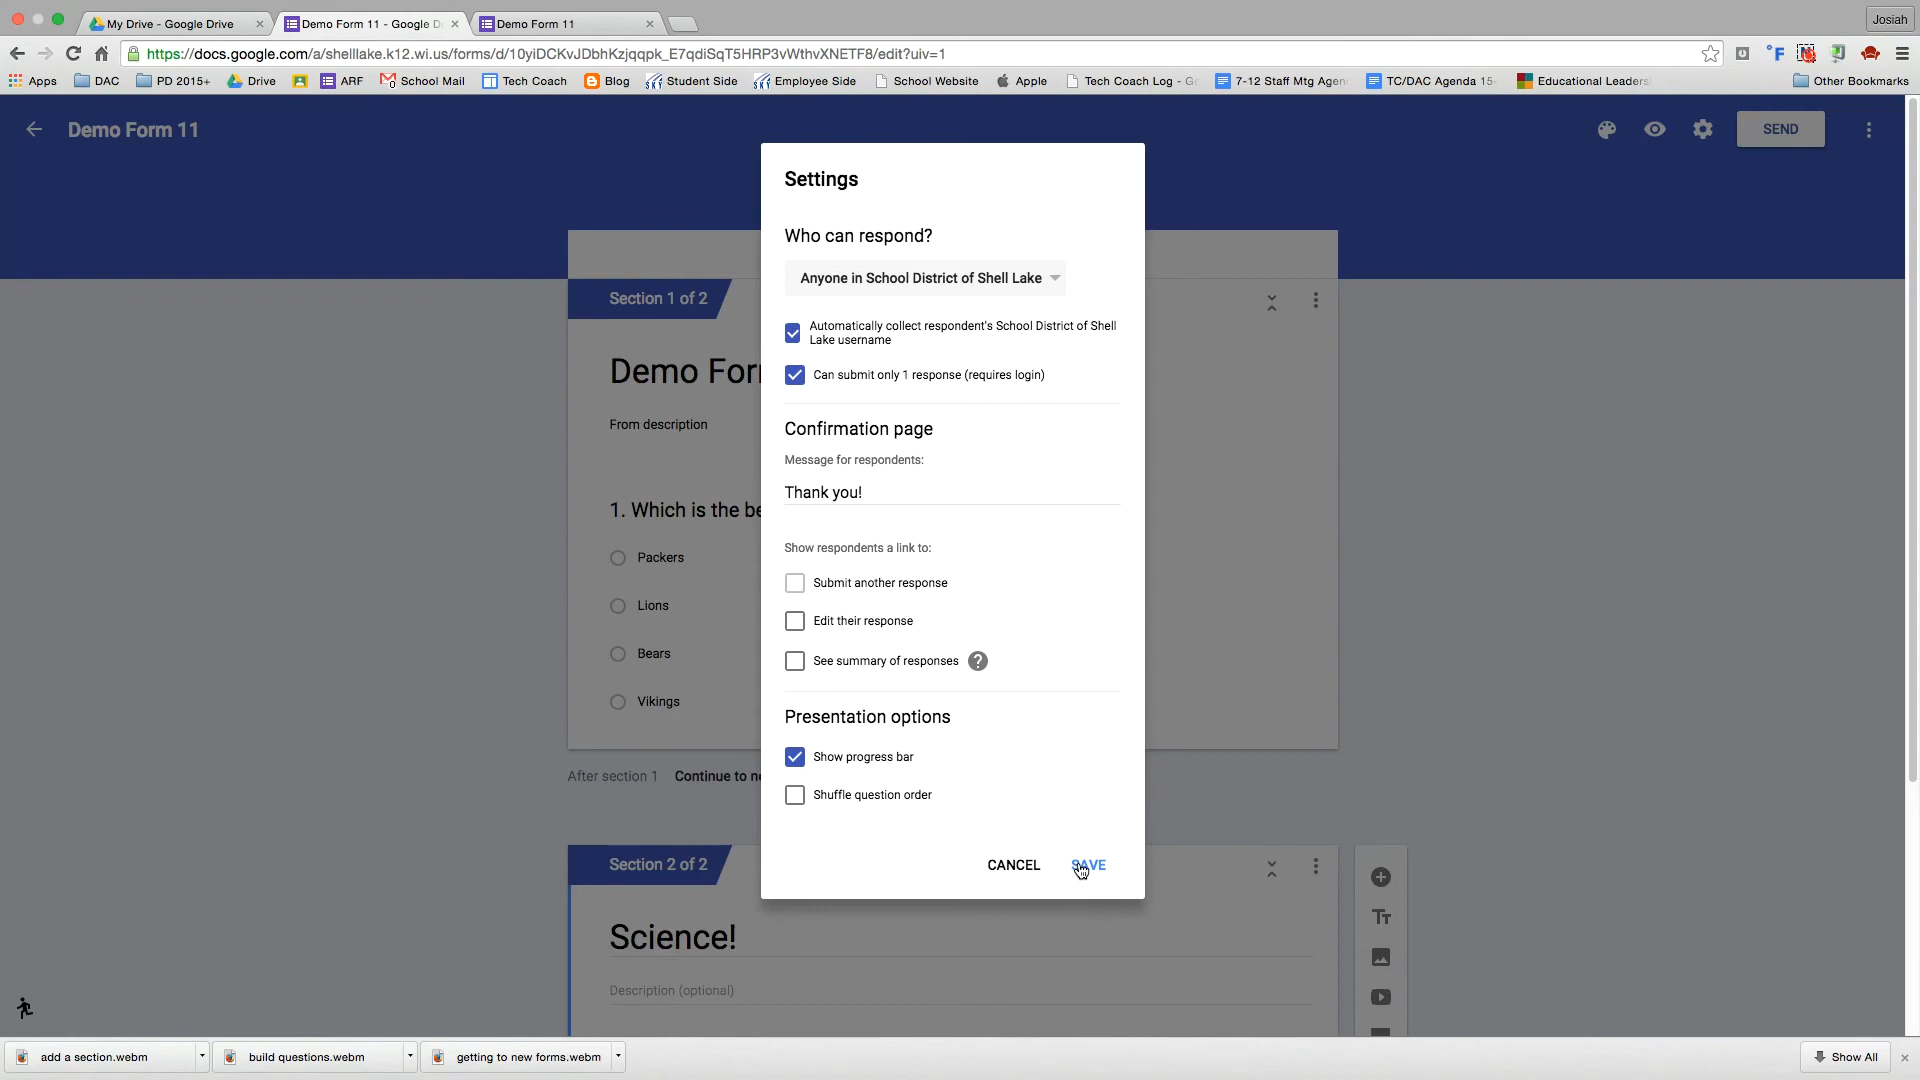 My Drive - Google Drive
Demo Form 11 - Google D
Demo Form 11
Josiah
https://docs.google.com/a/shelllake.k12.wi.us/forms/d/10yiDCKvJDbhKzjqqpk_E7qdiSqT5HRP3vWthvXNETF8/edit?uiv=1
Apps DAC PD 2015+ Drive ARF School Mail Tech Coach Blog Student Side Employee Side School Website Apple Tech Coach Log - Go 7-12 Staff Mtg Agen TC/DAC Agenda 15- Educational Leaders Other Bookmarks
Demo Form 11
SEND
Settings
Who can respond?
Anyone in School District of Shell Lake
Automatically collect respondent's School District of Shell
Lake username
Can submit only 1 response (requires login)
Confirmation page
Message for respondents:
Thank you!
Show respondents a link to:
Submit another response
Edit their response
See summary of responses ?
Presentation options
Show progress bar
Shuffle question order
CANCEL SAVE
Section 1 of 2
Demo For
From description
1. Which is the be
Packers
Lions
Bears
Vikings
After section 1 Continue to ne
Section 2 of 2
Science!
Description (optional)
Tт
add a section.webm
build questions.webm
getting to new forms.webm
Show All